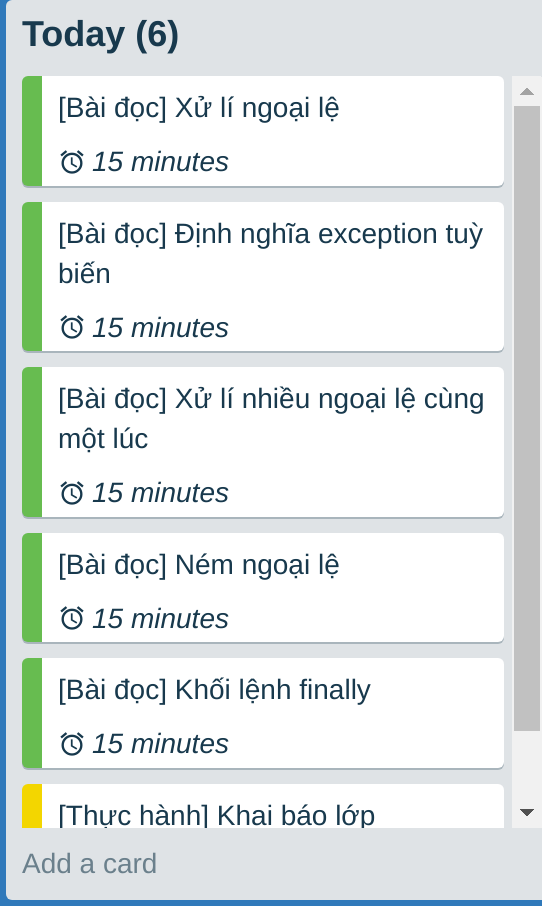 Today (6)
[Bài đọc] Xử lí ngoại lệ
15 minutes
[Bài đọc] Định nghĩa exception tuỳ
biến
15 minutes
[Bài đọc] Xử lí nhiều ngoại lệ cùng
một lúc
15 minutes
[Bài đọc] Ném ngoại lệ
15 minutes
[Bài đọc] Khối lệnh finally
15 minutes
[Thực hành] Khai báo lớp
Add a card